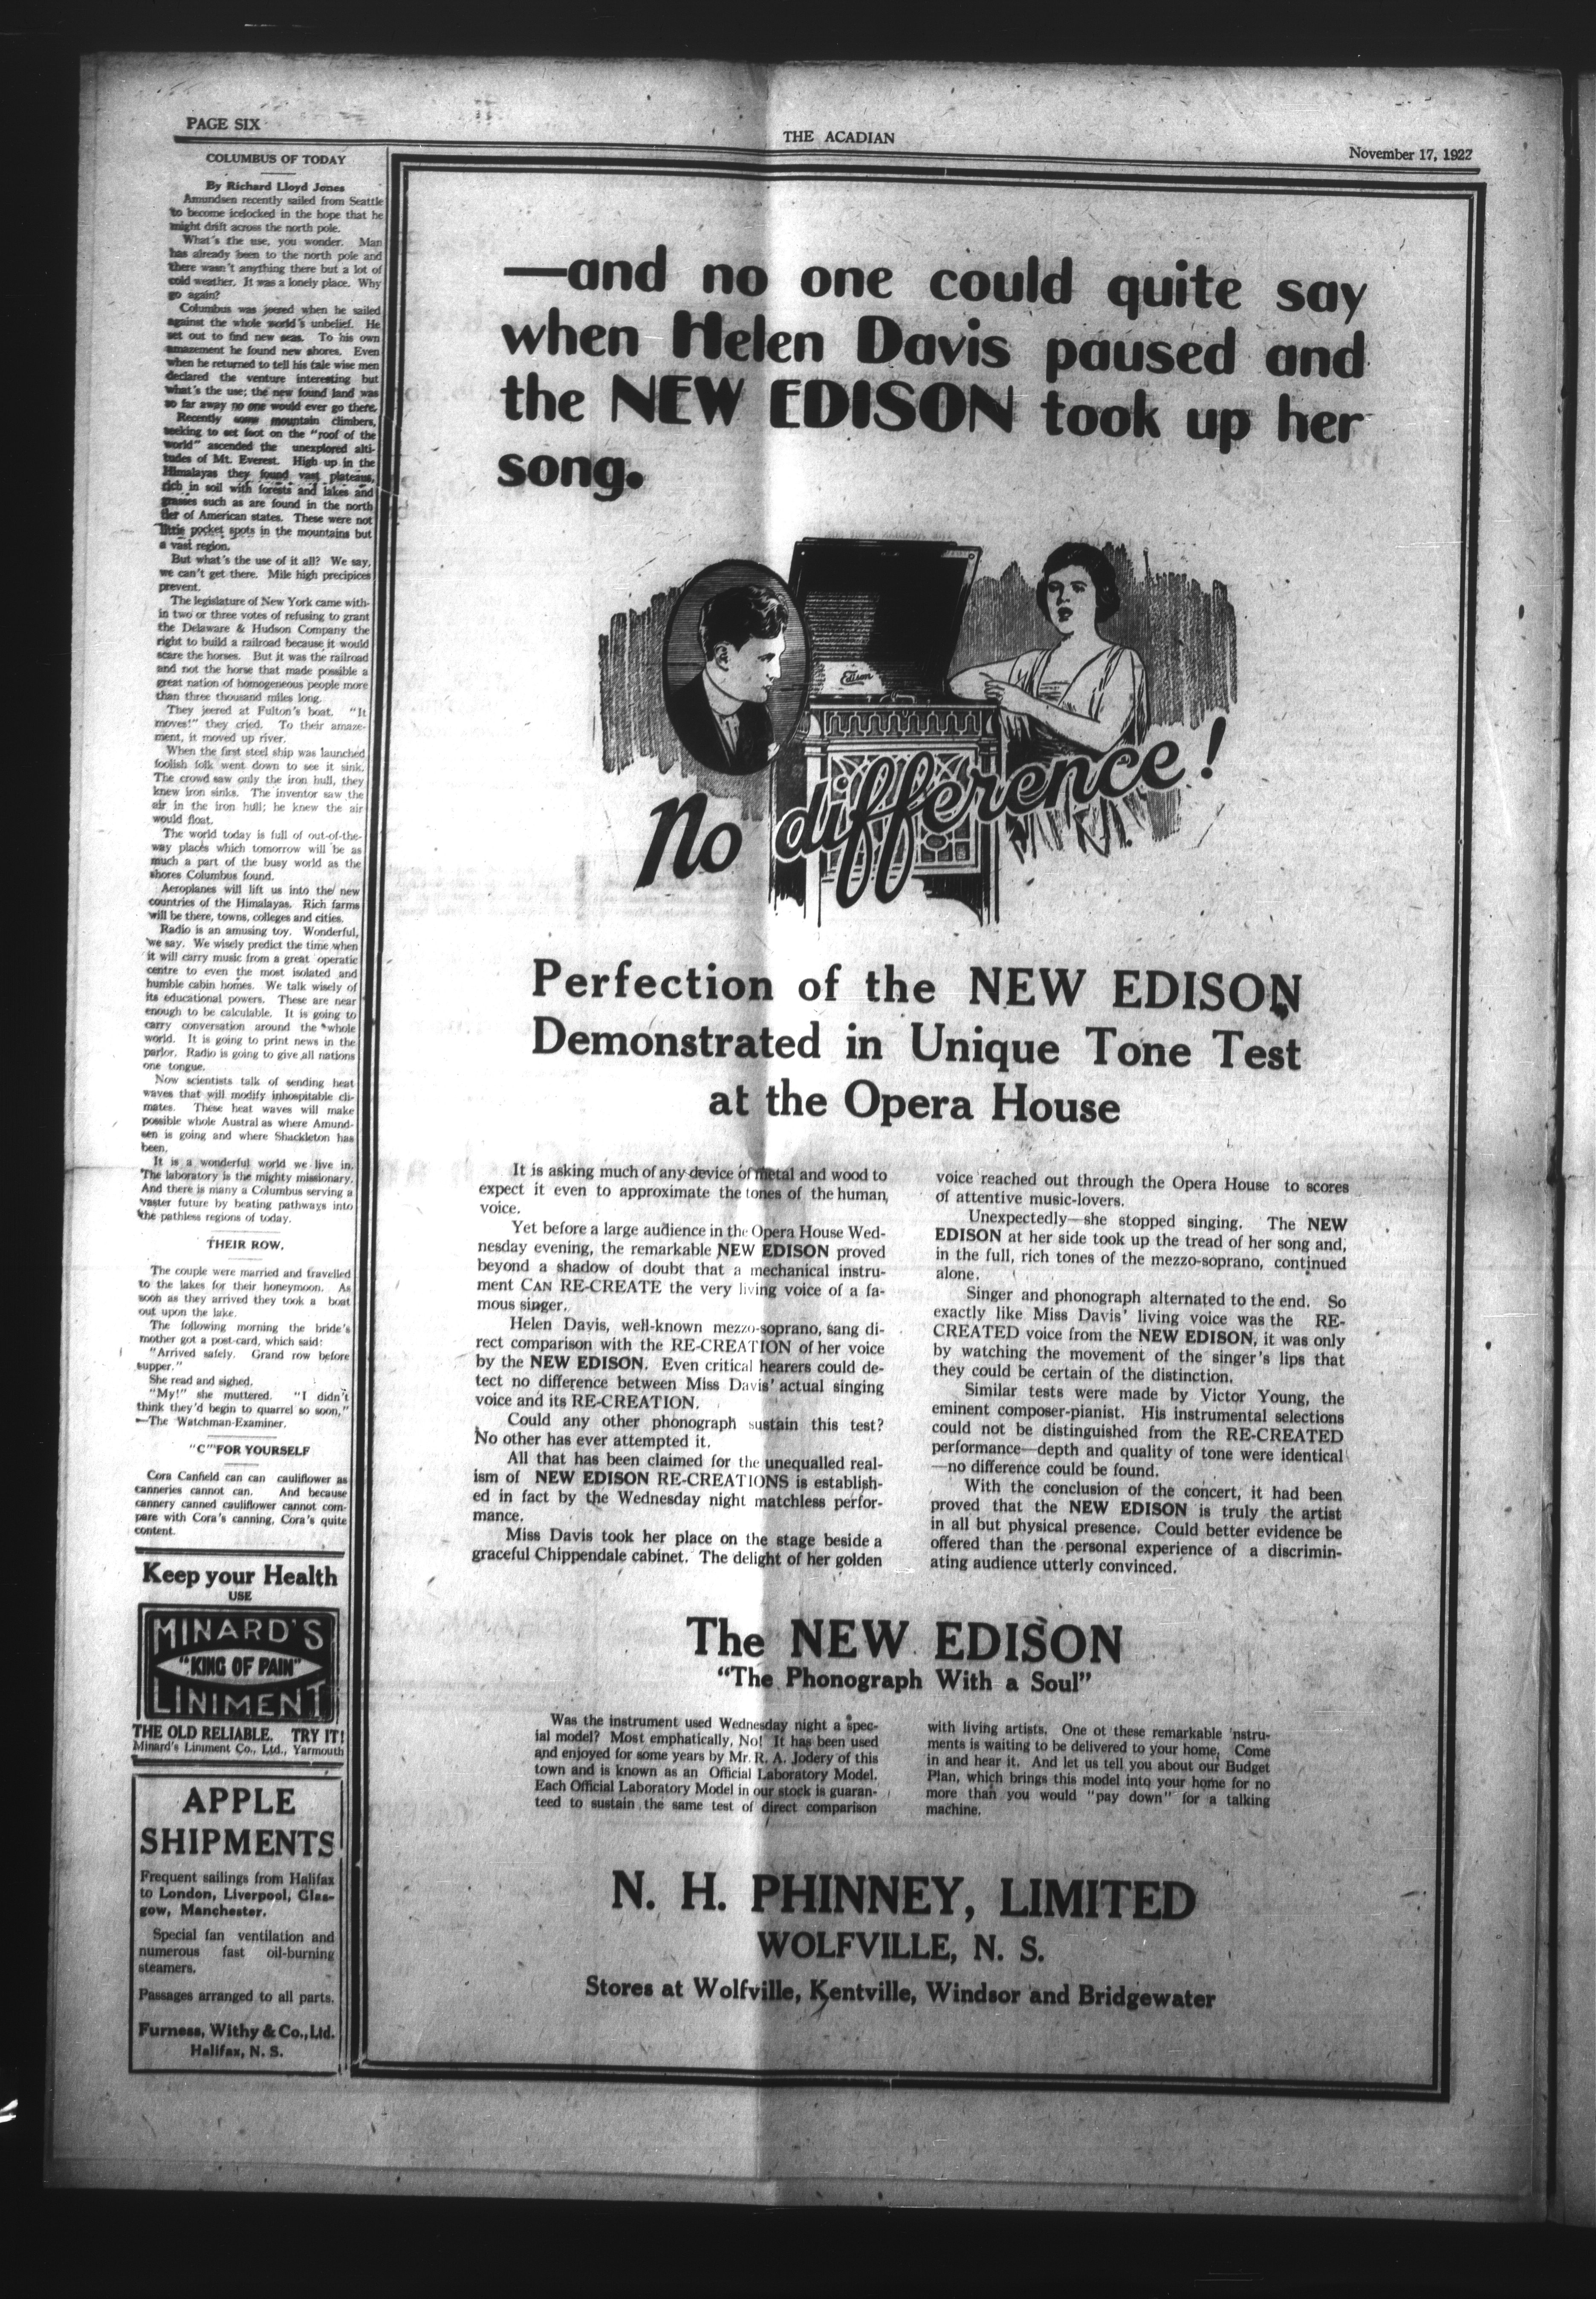 PAGE SIX
THE ACADIAN
November 17, 1922
COLUMBUS OF TODAY
By Richard Lloyd Jones
Amundsen recently sailed from Seattle
to become icelocked in the hope that he
might drift across the north pole.
What's the use, you wonder. Man
has already been to the north pole and
there wasn't anything there but a lot of
cold weather. It was a lonely place. Why
go again?
Columbus was jeered when he sailed
against the whole world's unbelief. He
set out to find new seas. To his own
amazement he found new shores. Even
when he returned to tell his tale wise men
declared the venture interesting but
what's the use; the new found land was
so far away no one would ever go there.
Recently some mountain climbers,
seeking to set foot on the "roof of the
world" ascended the unexplored alti-
tudes of Mt. Everest. High up in the
Himalayas they found vast plateaus,
rich in soil with forests and lakes and
grasses such as are found in the north
tier of American states. These were not
little pocket spots in the mountains but
a vast region.
But what's the use of it all? We say,
we can't get there. Mile high precipices
prevent.
The legislature of New York came with-
in two or three votes of refusing to grant
the Delaware & Hudson Company the
right to build a railroad because it would
scare the horses. But it was the railroad
and not the horse that made possible a
great nation of homogeneous people more
than three thousand miles long.
They jeered at Fulton's boat. "It
moves!" they cried. To their amaze-
ment, it moved up river.
When the first steel ship was launched
foolish folk went down to see it sink.
The crowd saw only the iron hull, they
knew iron sinks. The inventor saw the
air in the iron hull; he knew the air
would float.
The world today is full of out-of-the-
way places which tomorrow will be as
much a part of the busy world as the
shores Columbus found.
Aeroplanes will lift us into the new
countries of the Himalayas. Rich farms
will be there, towns, colleges and cities.
Radio is an amusing toy. Wonderful,
we say. We wisely predict the time when
it will carry music from a great operatic
centre to even the most isolated and
humble cabin homes. We talk wisely of
its educational powers. These are near
enough to be calculable. It is going to
carry conversation around the whole
world. It is going to print news in the
parlor. Radio is going to give all nations
one tongue.
Now scientists talk of sending heat
waves that will modify inhospitable cli-
mates. These heat waves will make
possible whole Austral as where Amund-
sen is going and where Shackleton has
been.
It is a wonderful world we live in.
The laboratory is the mighty missionary.
And there is many a Columbus serving a
vaster future by beating pathways into
the pathless regions of today.
THEIR ROW.
The couple were married and travelled
to the lakes for their honeymoon. As
soon as they arrived they took a boat
out upon the lake.
The following morning the bride's
mother got a post-card, which said:
"Arrived safely. Grand row before
supper."
She read and sighed.
"My!" she muttered. "I didn't
think they'd begin to quarrel so soon,"
—The Watchman-Examiner.
"C" FOR YOURSELF
Cora Canfield can can cauliflower as
canneries cannot can. And because
cannery canned cauliflower cannot com-
pare with Cora's canning, Cora's quite
content.
Keep your Health
USE
MINARD'S
"KING OF PAIN"
LINIMENT
THE OLD RELIABLE. TRY IT!
Minard's Liniment Co., Ltd., Yarmouth
APPLE
SHIPMENTS
Frequent sailings from Halifax
to London, Liverpool, Glas-
gow, Manchester.
Special fan ventilation and
numerous fast oil-burning
steamers.
Passages arranged to all parts.
Furness, Withy & Co., Ltd.
Halifax, N. S.
—and no one could quite say
when Helen Davis paused and
the NEW EDISON took up her
song.
Edison
No difference!
Perfection of the NEW EDISON
Demonstrated in Unique Tone Test
at the Opera House
It is asking much of any device of metal and wood to
expect it even to approximate the tones of the human
voice.
Yet before a large audience in the Opera House Wed-
nesday evening, the remarkable NEW EDISON proved
beyond a shadow of doubt that a mechanical instru-
ment CAN RE-CREATE the very living voice of a fa-
mous singer.
Helen Davis, well-known mezzo-soprano, sang di-
rect comparison with the RE-CREATION of her voice
by the NEW EDISON. Even critical hearers could de-
tect no difference between Miss Davis' actual singing
voice and its RE-CREATION.
Could any other phonograph sustain this test?
No other has ever attempted it.
All that has been claimed for the unequalled real-
ism of NEW EDISON RE-CREATIONS is establish-
ed in fact by the Wednesday night matchless perfor-
mance.
Miss Davis took her place on the stage beside a
graceful Chippendale cabinet. The delight of her golden
voice reached out through the Opera House to scores
of attentive music-lovers.
Unexpectedly—she stopped singing. The NEW
EDISON at her side took up the tread of her song and,
in the full, rich tones of the mezzo-soprano, continued
alone.
Singer and phonograph alternated to the end. So
exactly like Miss Davis' living voice was the RE-
CREATED voice from the NEW EDISON, it was only
by watching the movement of the singer's lips that
they could be certain of the distinction.
Similar tests were made by Victor Young, the
eminent composer-pianist. His instrumental selections
could not be distinguished from the RE-CREATED
performance—depth and quality of tone were identical
—no difference could be found.
With the conclusion of the concert, it had been
proved that the NEW EDISON is truly the artist
in all but physical presence. Could better evidence be
offered than the personal experience of a discrimin-
ating audience utterly convinced.
The NEW EDISON
"The Phonograph With a Soul"
Was the instrument used Wednesday night a spec-
ial model? Most emphatically, No! It has been used
and enjoyed for some years by Mr. R. A. Jodery of this
town and is known as an Official Laboratory Model.
Each Official Laboratory Model in our stock is guaran-
teed to sustain the same test of direct comparison
with living artists. One ot these remarkable nstru-
ments is waiting to be delivered to your home. Come
in and hear it. And let us tell you about our Budget
Plan, which brings this model into your home for no
more than you would "pay down" for a talking
machine.
N. H. PHINNEY, LIMITED
WOLFVILLE, N. S.
Stores at Wolfville, Kentville, Windsor and Bridgewater